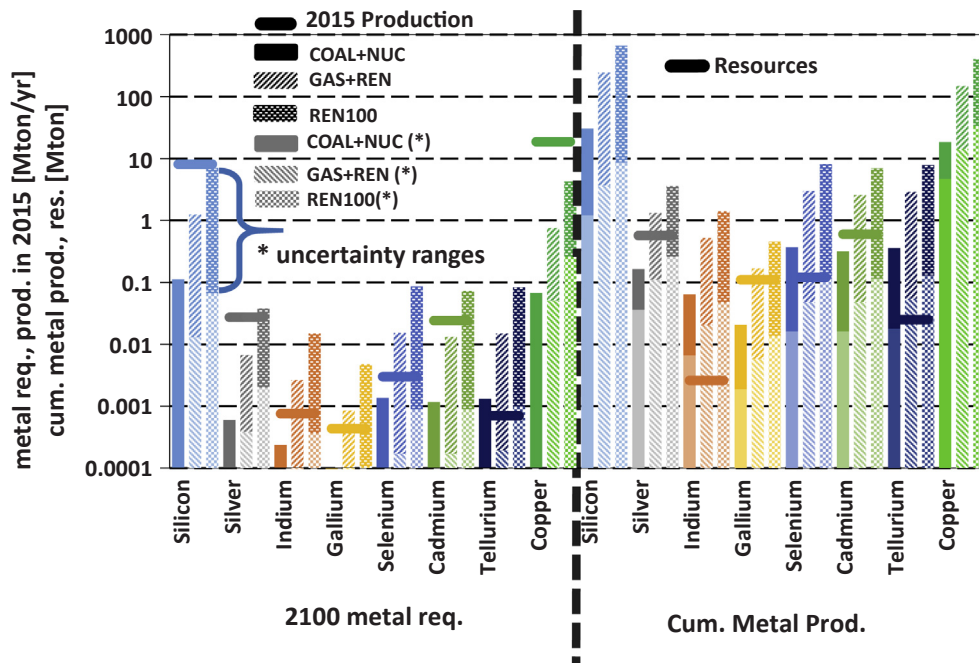 metal req., prod. in 2015 [Mton/yr]
cum. metal prod., res. [Mton]
1000
100
10
1
0.1
0.01
0.001
0.0001
2015 Production
COAL+NUC
GAS+REN
REN100
COAL+NUC (*)
GAS+REN (*)
REN100(*)
* uncertainty ranges
Resources
Silicon
Silver
Indium
Gallium
Selenium
Cadmium
Tellurium
Copper
Silicon
Silver
Indium
Gallium
Selenium
Cadmium
Tellurium
Copper
2100 metal req.
Cum. Metal Prod.